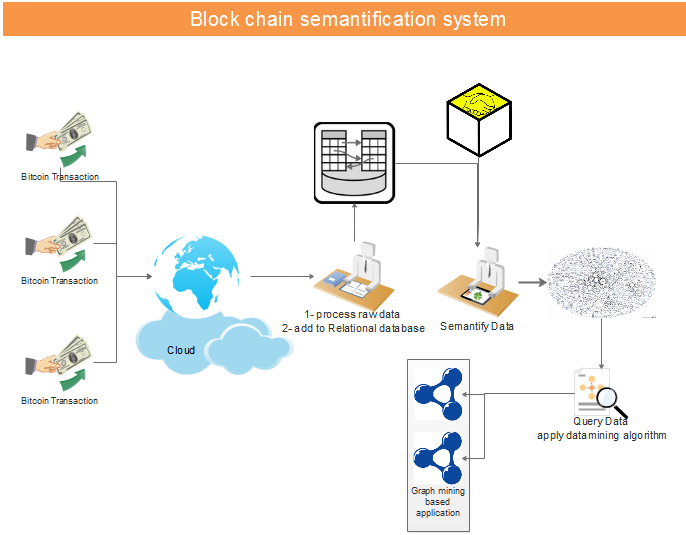 Block chain semantification system
Bitcoin Transaction
Bitcoin Transaction
Bitcoin Transaction
Cloud
1- process raw data
2- add to Relational database
Semantify Data
Query Data
apply datamining algorithm
Graph mining
based
application